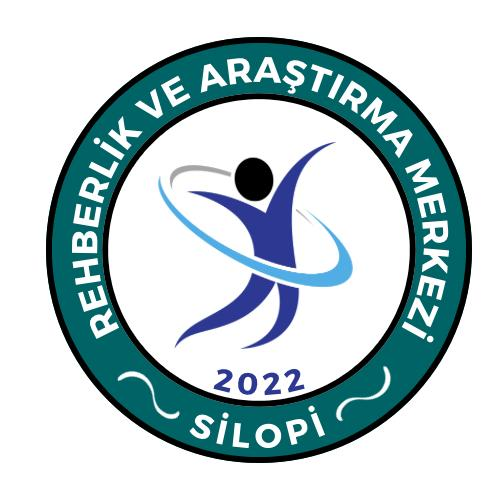 REHBERLİK VE ARAŞTIRMA MERKEZİ
2022
SİLOPİ